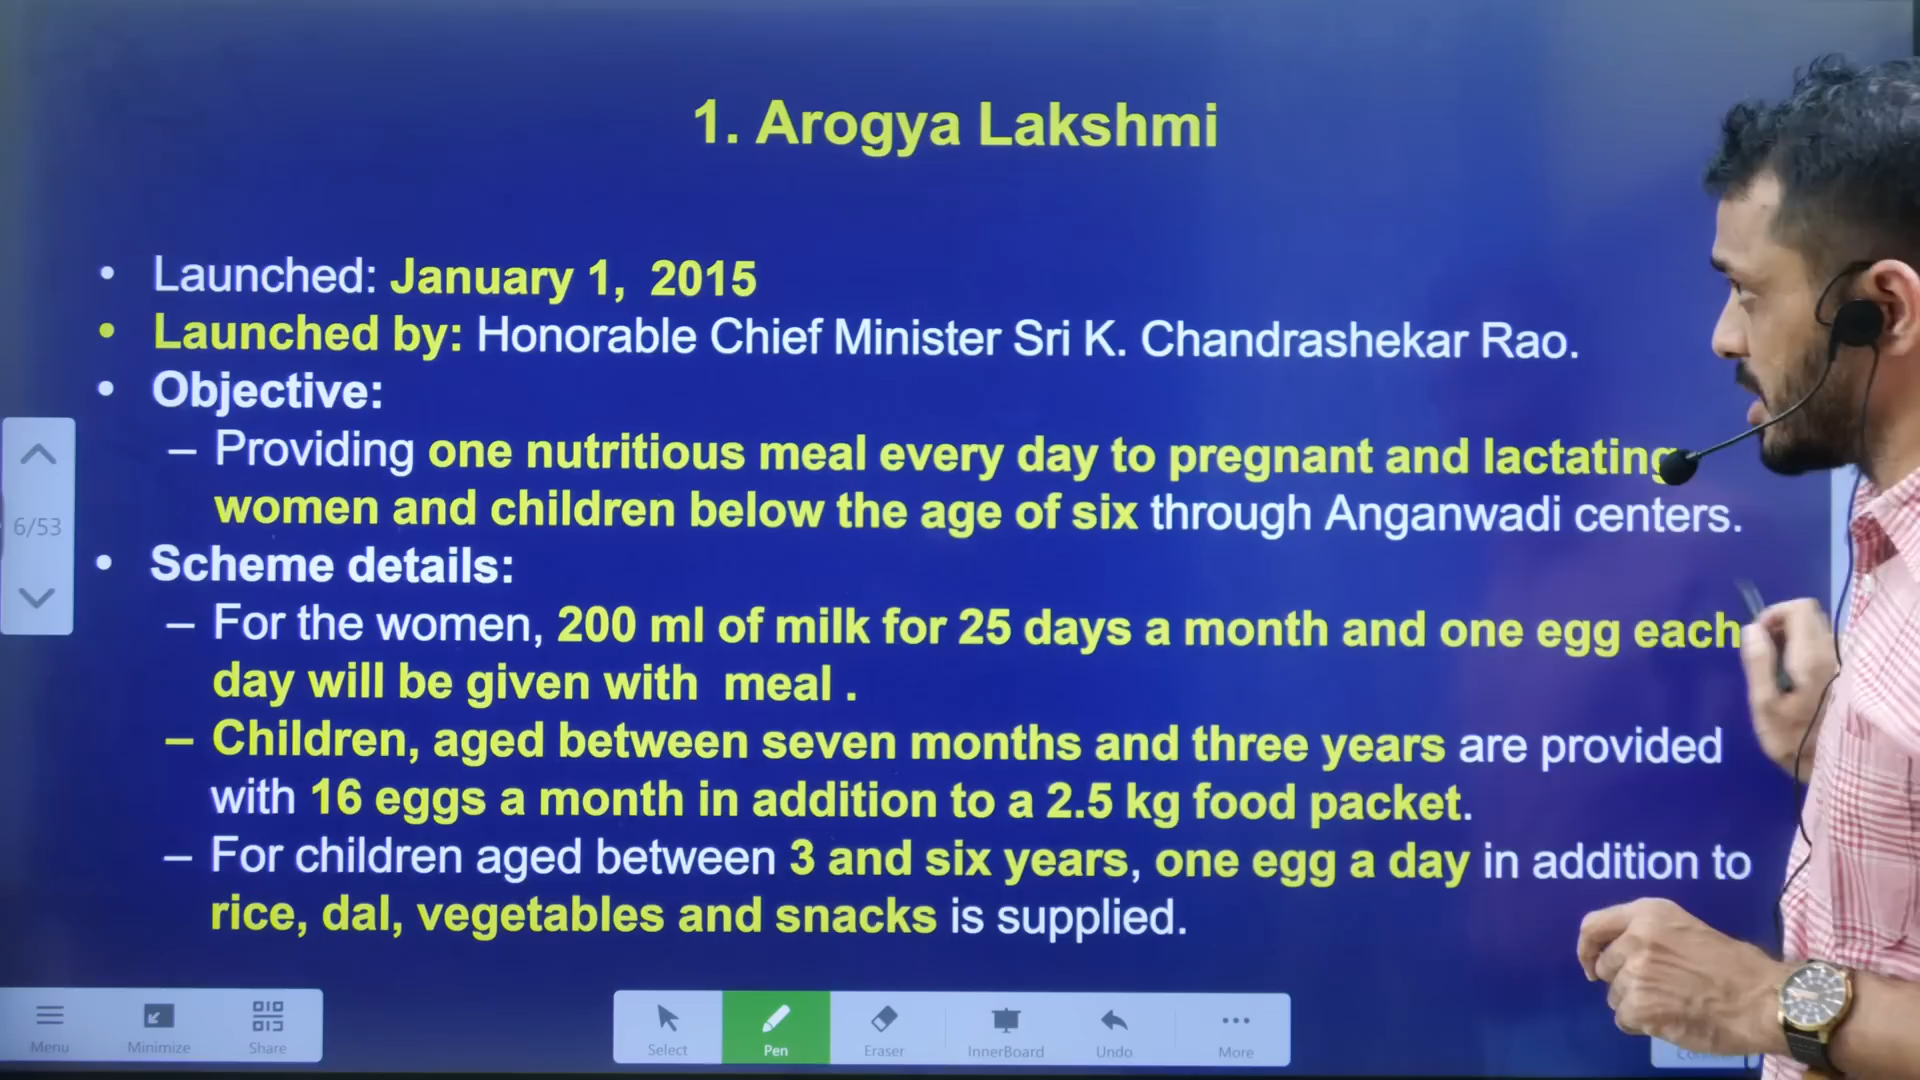 1. Arogya Lakshmi
• Launched: January 1, 2015
• Launched by: Honorable Chief Minister Sri K. Chandrashekar Rao.
• Objective:
– Providing one nutritious meal every day to pregnant and lactating
women and children below the age of six through Anganwadi centers.
6/53
• Scheme details:
– For the women, 200 ml of milk for 25 days a month and one egg each
day will be given with meal .
– Children, aged between seven months and three years are provided
with 16 eggs a month in addition to a 2.5 kg food packet.
– For children aged between 3 and six years, one egg a day in addition to
rice, dal, vegetables and snacks is supplied.
Menu Minimize Share Select Pen Eraser InnerBoard Undo More